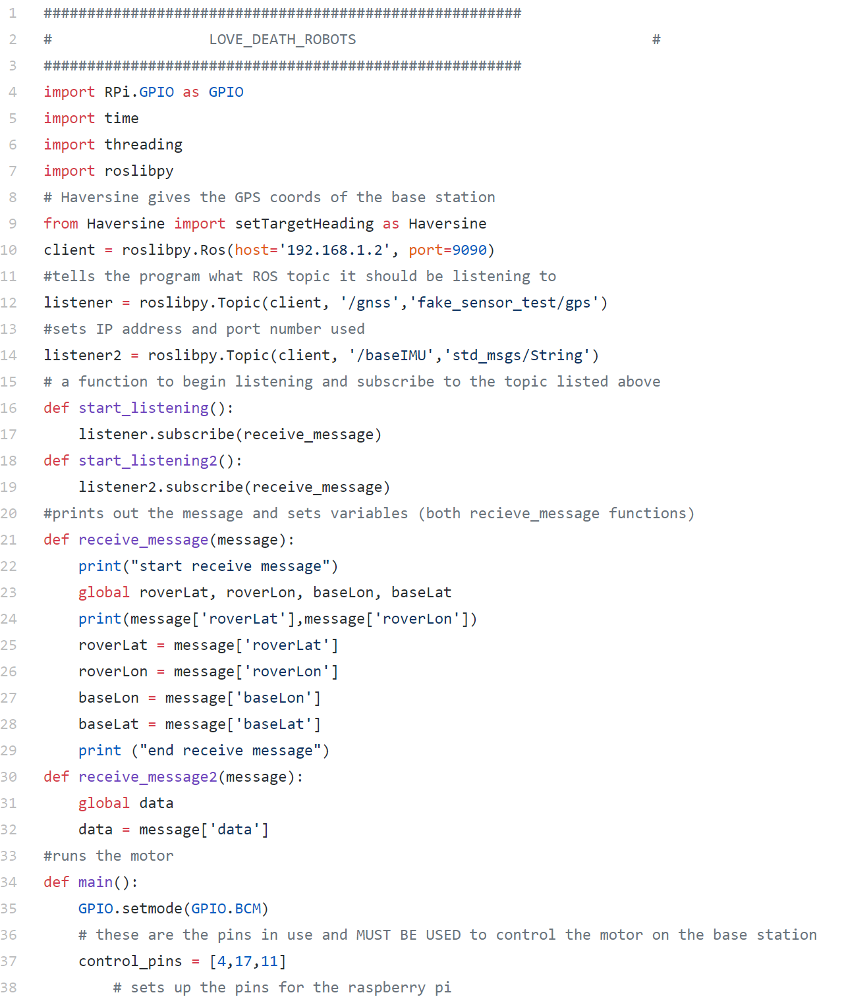 1 #######################################################
2 # LOVE_DEATH_ROBOTS #
3 #######################################################
4 import RPi.GPIO as GPIO
5 import time
6 import threading
7 import roslibpy
8 # Haversine gives the GPS coords of the base station
9 from Haversine import setTargetHeading as Haversine
10 client = roslibpy.Ros(host='192.168.1.2', port=9090)
11 #tells the program what ROS topic it should be listening to
12 listener = roslibpy.Topic(client, '/gnss','fake_sensor_test/gps')
13 #sets IP address and port number used
14 listener2 = roslibpy.Topic(client, '/baseIMU','std_msgs/String')
15 # a function to begin listening and subscribe to the topic listed above
16 def start_listening():
17     listener.subscribe(receive_message)
18 def start_listening2():
19     listener2.subscribe(receive_message)
20 #prints out the message and sets variables (both recieve_message functions)
21 def receive_message(message):
22     print("start receive message")
23     global roverLat, roverLon, baseLon, baseLat
24     print(message['roverLat'],message['roverLon'])
25     roverLat = message['roverLat']
26     roverLon = message['roverLon']
27     baseLon = message['baseLon']
28     baseLat = message['baseLat']
29     print ("end receive message")
30 def receive_message2(message):
31     global data
32     data = message['data']
33 #runs the motor
34 def main():
35     GPIO.setmode(GPIO.BCM)
36     # these are the pins in use and MUST BE USED to control the motor on the base station
37     control_pins = [4,17,11]
38         # sets up the pins for the raspberry pi